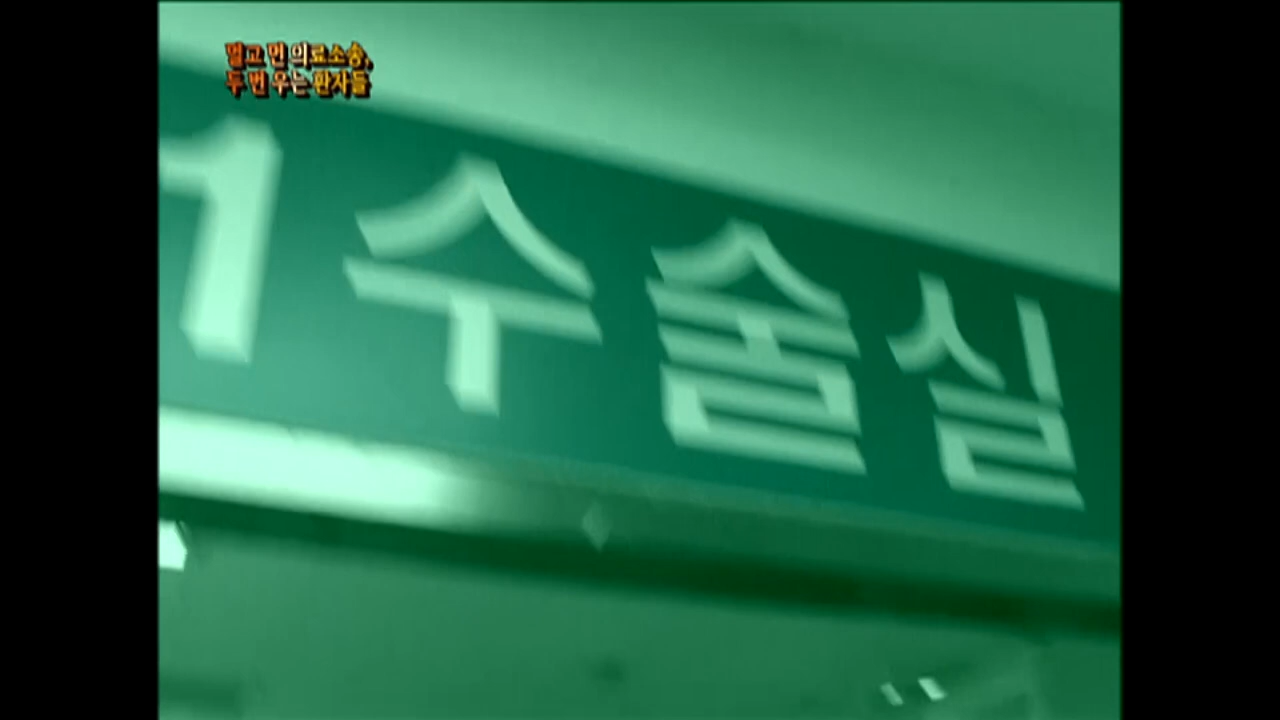 멀고 먼 의료소송,
두 번 우는 환자들
1수술실